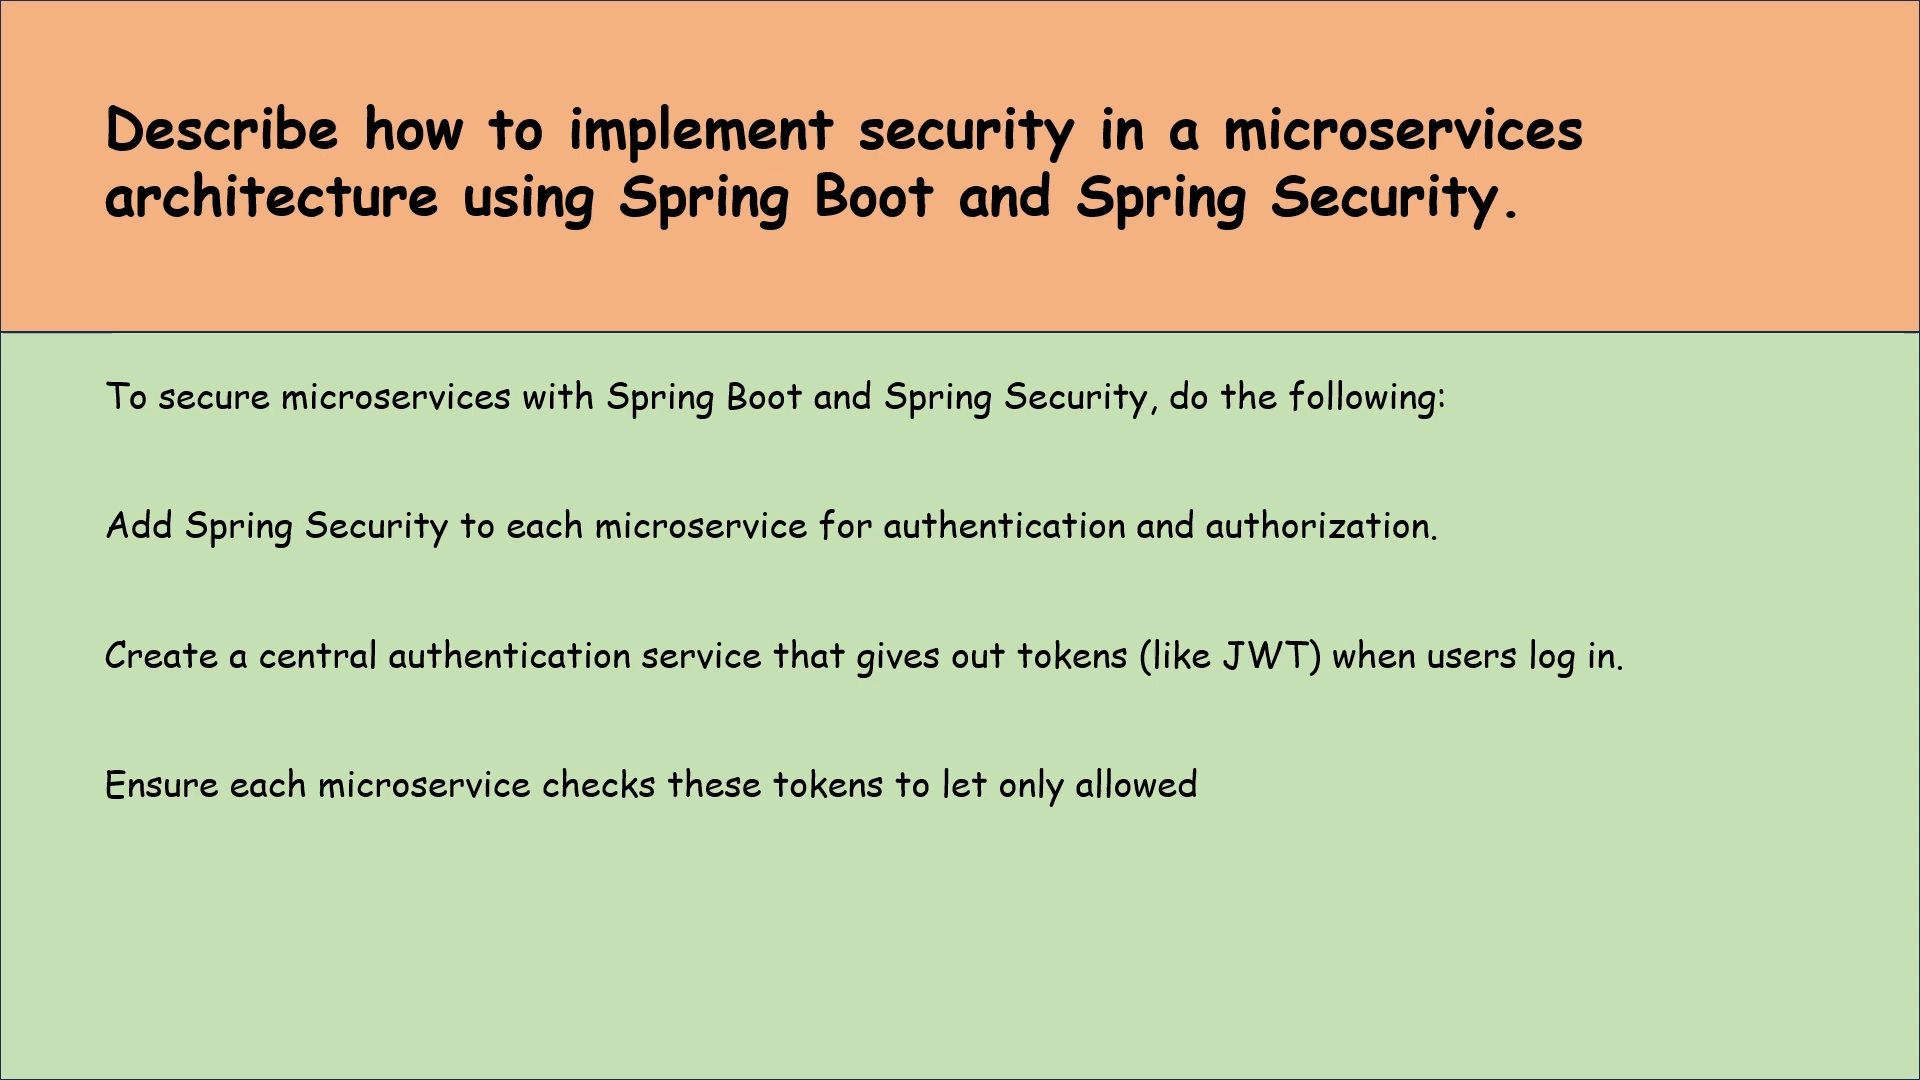 Describe how to implement security in a microservices
architecture using Spring Boot and Spring Security.
To secure microservices with Spring Boot and Spring Security, do the following:
Add Spring Security to each microservice for authentication and authorization.
Create a central authentication service that gives out tokens (like JWT) when users log in.
Ensure each microservice checks these tokens to let only allowed